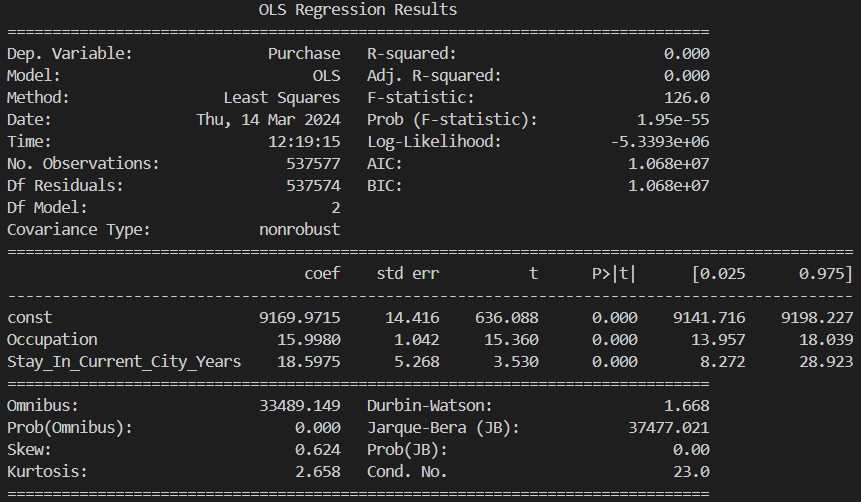 OLS Regression Results
==============================================================================
Dep. Variable: Purchase R-squared: 0.000
Model: OLS Adj. R-squared: 0.000
Method: Least Squares F-statistic: 126.0
Date: Thu, 14 Mar 2024 Prob (F-statistic): 1.95e-55
Time: 12:19:15 Log-Likelihood: -5.3393e+06
No. Observations: 537577 AIC: 1.068e+07
Df Residuals: 537574 BIC: 1.068e+07
Df Model: 2
Covariance Type: nonrobust
==============================================================================================
coef std err t P>|t| [0.025 0.975]
----------------------------------------------------------------------------------------------
const 9169.9715 14.416 636.088 0.000 9141.716 9198.227
Occupation 15.9980 1.042 15.360 0.000 13.957 18.039
Stay_In_Current_City_Years 18.5975 5.268 3.530 0.000 8.272 28.923
==============================================================================
Omnibus: 33489.149 Durbin-Watson: 1.668
Prob(Omnibus): 0.000 Jarque-Bera (JB): 37477.021
Skew: 0.624 Prob(JB): 0.00
Kurtosis: 2.658 Cond. No. 23.0
==============================================================================